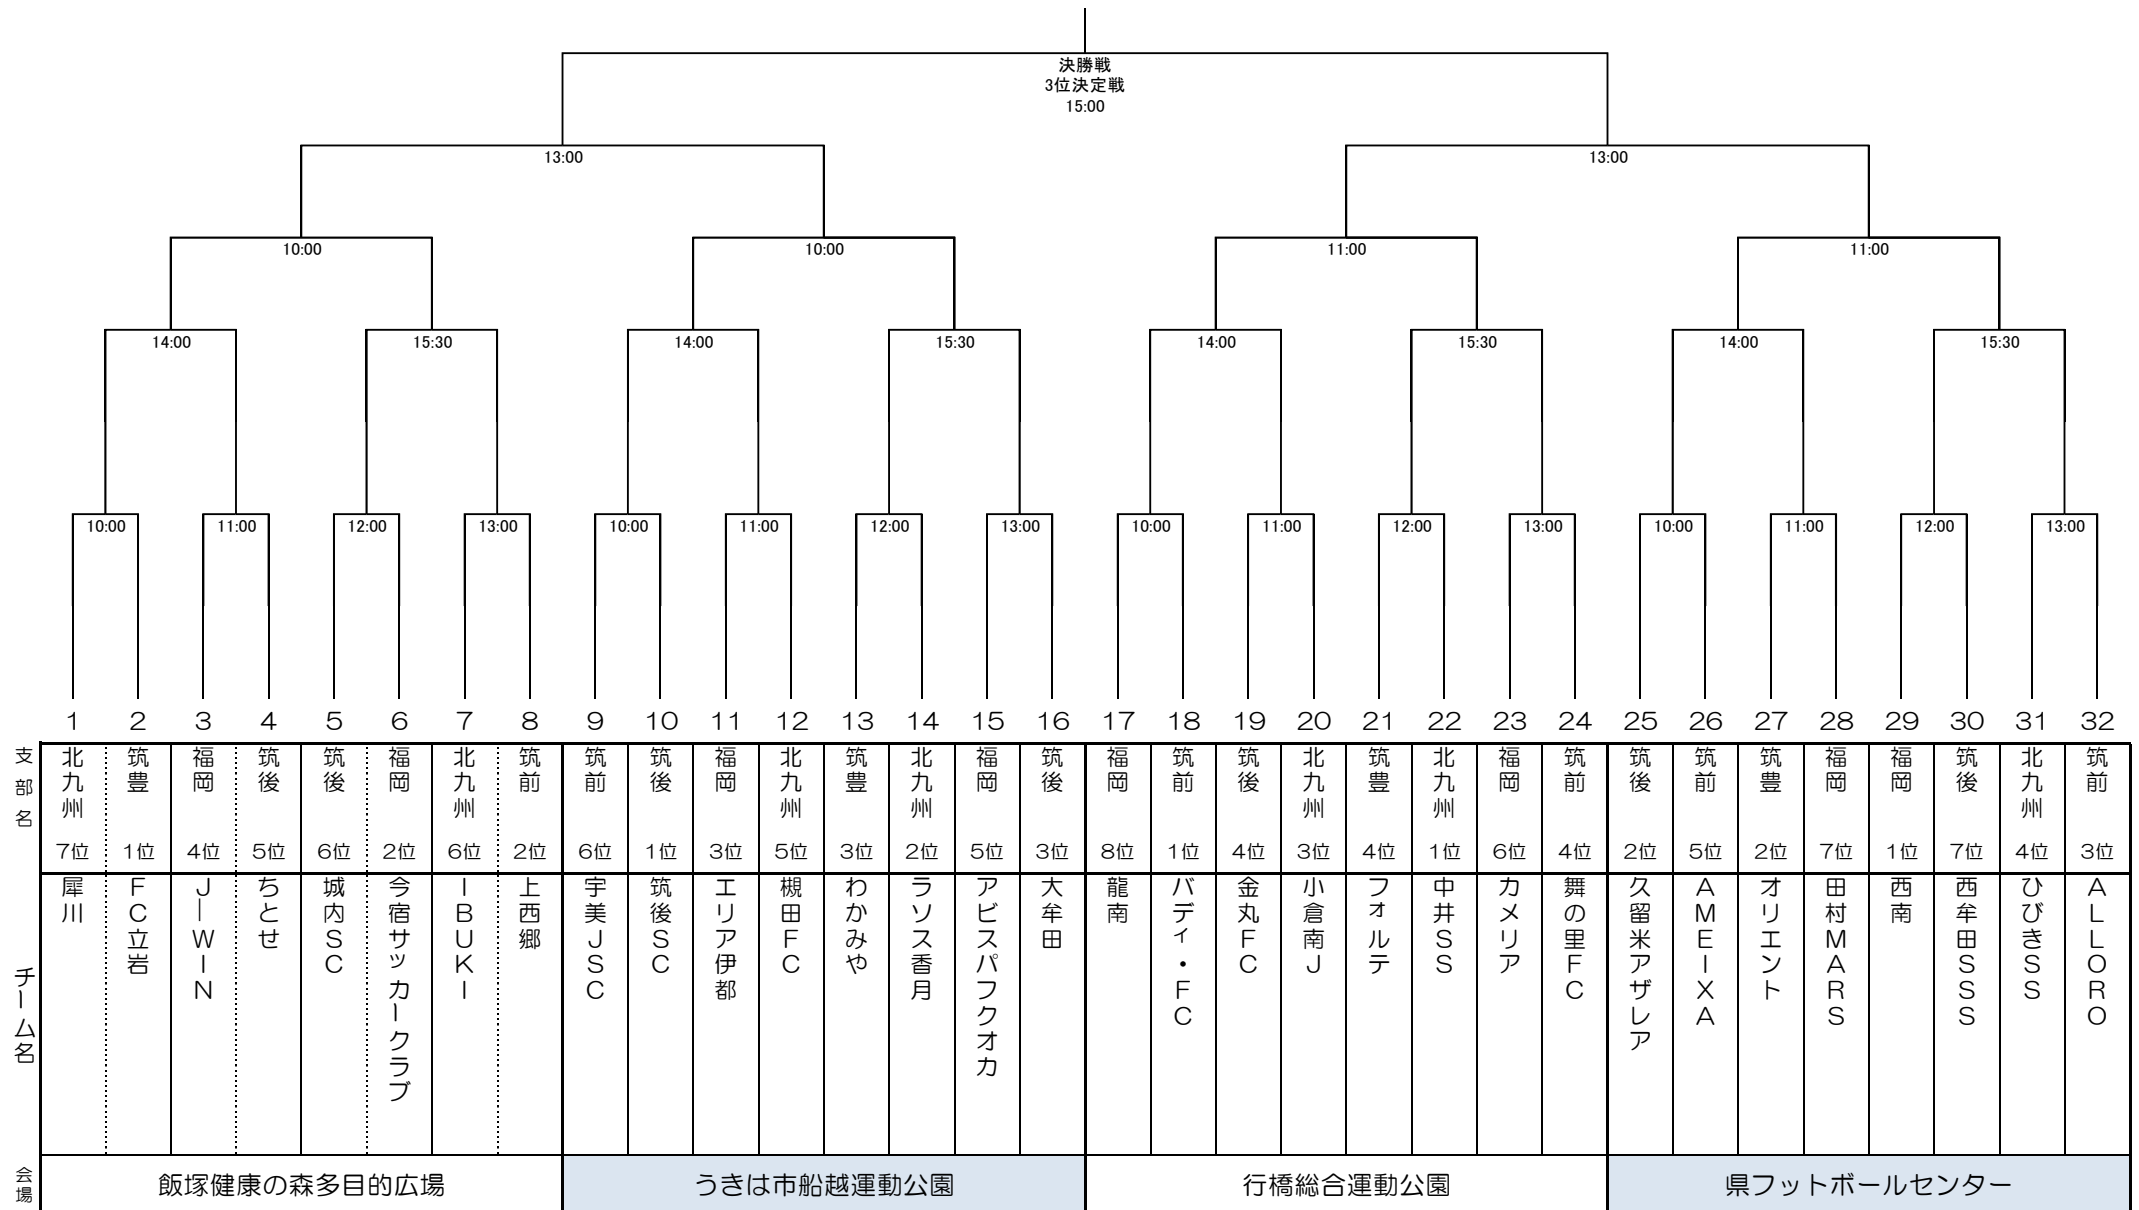 決勝戦
3位決定戦
15:00
13:00 13:00
10:00 10:00 11:00 11:00
14:00 15:30 14:00 15:30 14:00 15:30 14:00 15:30
10:00 11:00 12:00 13:00 10:00 11:00 12:00 13:00 10:00 11:00 12:00 13:00 10:00 11:00 12:00 13:00
1 2 3 4 5 6 7 8 9 10 11 12 13 14 15 16 17 18 19 20 21 22 23 24 25 26 27 28 29 30 31 32
支部名 北九州 筑豊 福岡 筑後 筑後 福岡 北九州 筑前 筑前 筑後 福岡 北九州 筑豊 北九州 福岡 筑後 福岡 筑前 筑後 北九州 筑豊 北九州 福岡 筑前 筑後 筑前 筑豊 福岡 福岡 筑後 北九州 筑前
7位 1位 4位 5位 6位 2位 6位 2位 6位 1位 3位 5位 3位 2位 5位 3位 8位 1位 4位 3位 4位 1位 6位 4位 2位 5位 2位 7位 1位 7位 4位 3位
チーム名 犀川 FC立岩 J―WIN ちとせ 城内SC 今宿サッカークラブ IBUKI 上西郷 宇美JSC 筑後SC エリア伊都 槻田FC わかみや ラソス香月 アビスパフクオカ 大牟田 龍南 バディ・FC 金丸FC 小倉南J フォルテ 中井SS カメリア 舞の里FC 久留米アザレア AMEIXA オリエント 田村MARS 西南 西牟田SSS ひびきSS ALLORO
会場 飯塚健康の森多目的広場 うきは市船越運動公園 行橋総合運動公園 県フットボールセンター